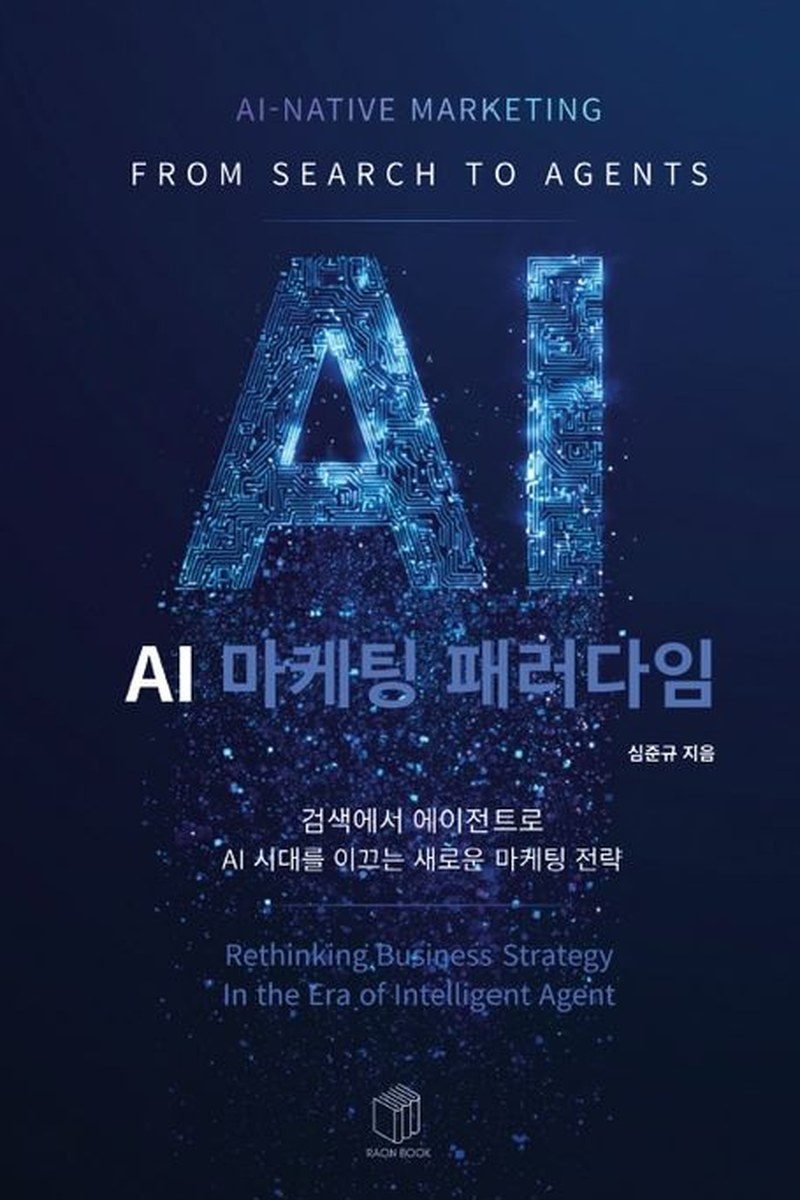 AI-NATIVE MARKETING
FROM SEARCH TO AGENTS
AI
AI 마케팅 패러다임
심준규 지음
검색에서 에이전트로
AI 시대를 이끄는 새로운 마케팅 전략
Rethinking Business Strategy
In the Era of Intelligent Agent
RAON BOOK